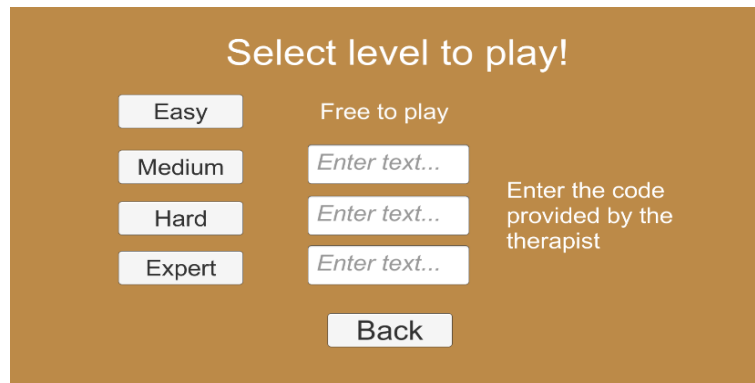 Select level to play!
Easy
Free to play
Medium
Enter text...
Hard
Enter text...
Expert
Enter text...
Enter the code
provided by the
therapist
Back